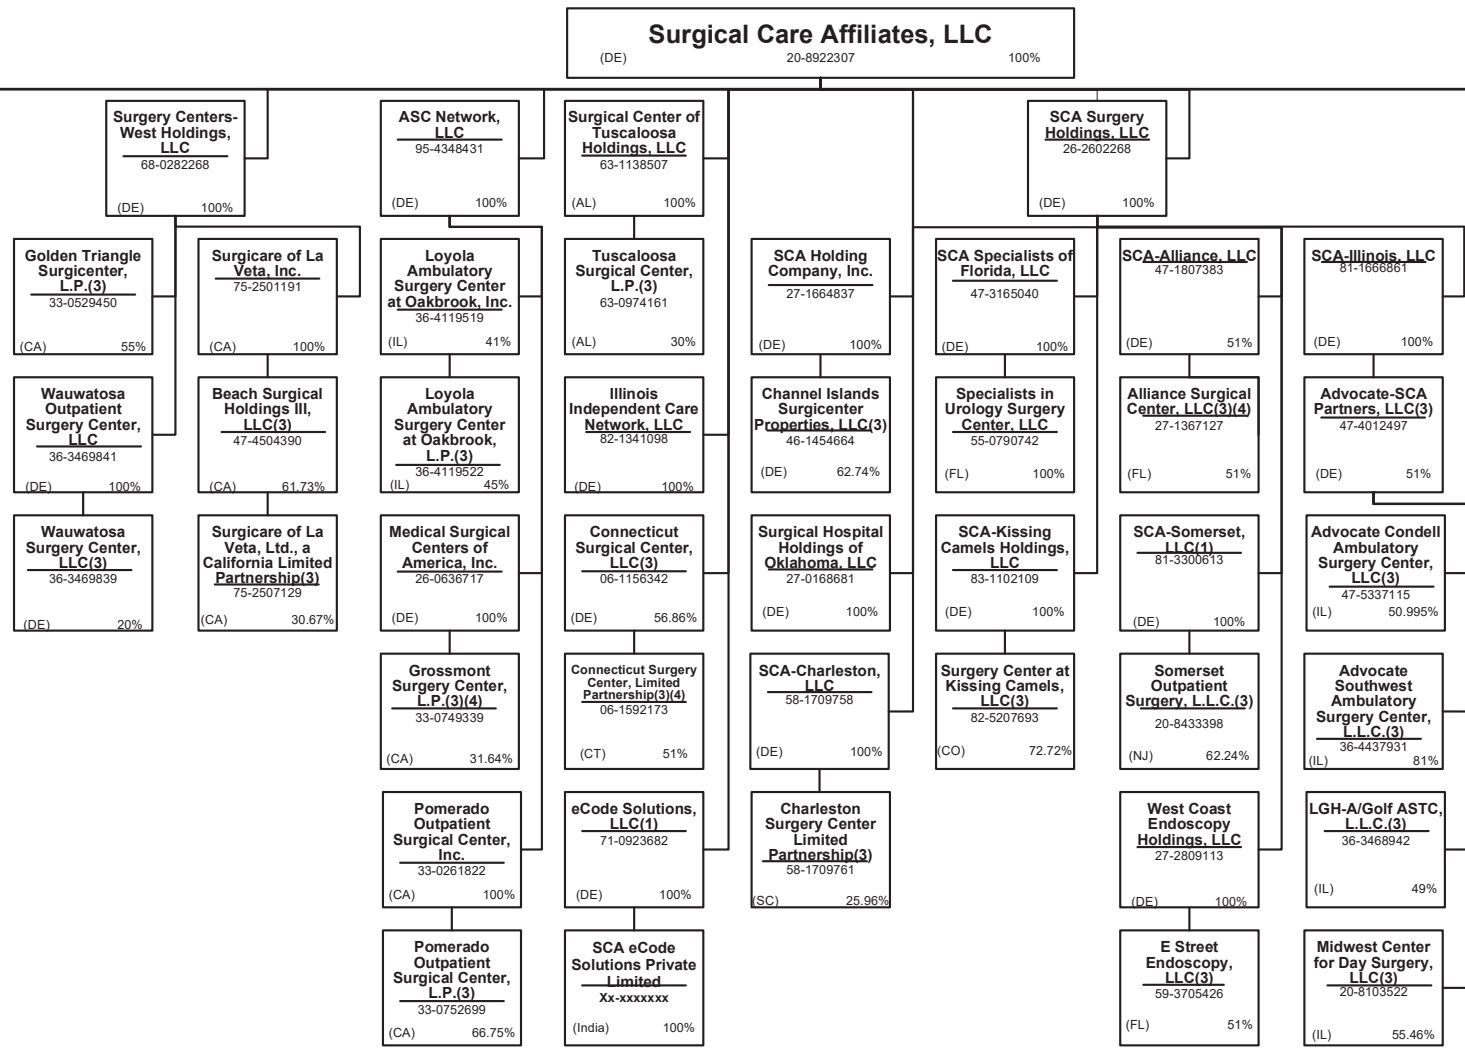 Surgical Care Affiliates, LLC
(DE) 20-8922307 100%
Surgery Centers-
West Holdings,
LLC
68-0282268
(DE) 100%
ASC Network,
LLC
95-4348431
(DE) 100%
Surgical Center of
Tuscaloosa
Holdings, LLC
63-1138507
(AL) 100%
SCA Surgery
Holdings, LLC
26-2602268
(DE) 100%
Golden Triangle
Surgicenter,
L.P.(3)
33-0529450
(CA) 55%
Surgicare of La
Veta, Inc.
75-2501191
(CA) 100%
Loyola
Ambulatory
Surgery Center
at Oakbrook, Inc.
36-4119519
(IL) 41%
Tuscaloosa
Surgical Center,
L.P.(3)
63-0974161
(AL) 30%
SCA Holding
Company, Inc.
27-1664837
(DE) 100%
SCA Specialists of
Florida, LLC
47-3165040
(DE) 100%
SCA-Alliance, LLC
47-1807383
(DE) 51%
SCA-Illinois, LLC
81-1666861
(DE) 100%
Wauwatosa
Outpatient
Surgery Center,
LLC
36-3469841
(DE) 100%
Beach Surgical
Holdings III,
LLC(3)
47-4504390
(CA) 61.73%
Loyola
Ambulatory
Surgery Center
at Oakbrook,
L.P.(3)
36-4119522
(IL) 45%
Illinois
Independent Care
Network, LLC
82-1341098
(DE) 100%
Channel Islands
Surgicenter
Properties, LLC(3)
46-1454664
(DE) 62.74%
Specialists in
Urology Surgery
Center, LLC
55-0790742
(FL) 100%
Alliance Surgical
Center, LLC(3)(4)
27-1367127
(FL) 51%
Advocate-SCA
Partners, LLC(3)
47-4012497
(DE) 51%
Wauwatosa
Surgery Center,
LLC(3)
36-3469839
(DE) 20%
Surgicare of La
Veta, Ltd., a
California Limited
Partnership(3)
75-2507129
(CA) 30.67%
Medical Surgical
Centers of
America, Inc.
26-0636717
(DE) 100%
Connecticut
Surgical Center,
LLC(3)
06-1156342
(DE) 56.86%
Surgical Hospital
Holdings of
Oklahoma, LLC
27-0168681
(DE) 100%
SCA-Kissing
Camels Holdings,
LLC
83-1102109
(DE) 100%
SCA-Somerset,
LLC(1)
81-3300613
(DE) 100%
Advocate Condell
Ambulatory
Surgery Center,
LLC(3)
47-5337115
(IL) 50.995%
Grossmont
Surgery Center,
L.P.(3)(4)
33-0749339
(CA) 31.64%
Connecticut Surgery
Center, Limited
Partnership(3)(4)
06-1592173
(CT) 51%
SCA-Charleston,
LLC
58-1709758
(DE) 100%
Surgery Center at
Kissing Camels,
LLC(3)
82-5207693
(CO) 72.72%
Somerset
Outpatient
Surgery, L.L.C.(3)
20-8433398
(NJ) 62.24%
Advocate
Southwest
Ambulatory
Surgery Center,
L.L.C.(3)
36-4437931
(IL) 81%
Pomerado
Outpatient
Surgical Center,
Inc.
33-0261822
(CA) 100%
eCode Solutions,
LLC(1)
71-0923682
(DE) 100%
Charleston
Surgery Center
Limited
Partnership(3)
58-1709761
(SC) 25.96%
West Coast
Endoscopy
Holdings, LLC
27-2809113
(DE) 100%
LGH-A/Golf ASTC,
L.L.C.(3)
36-3468942
(IL) 49%
Pomerado
Outpatient
Surgical Center,
L.P.(3)
33-0752699
(CA) 66.75%
SCA eCode
Solutions Private
Limited
Xx-xxxxxxx
(India) 100%
E Street
Endoscopy,
LLC(3)
59-3705426
(FL) 51%
Midwest Center
for Day Surgery,
LLC(3)
20-8103522
(IL) 55.46%